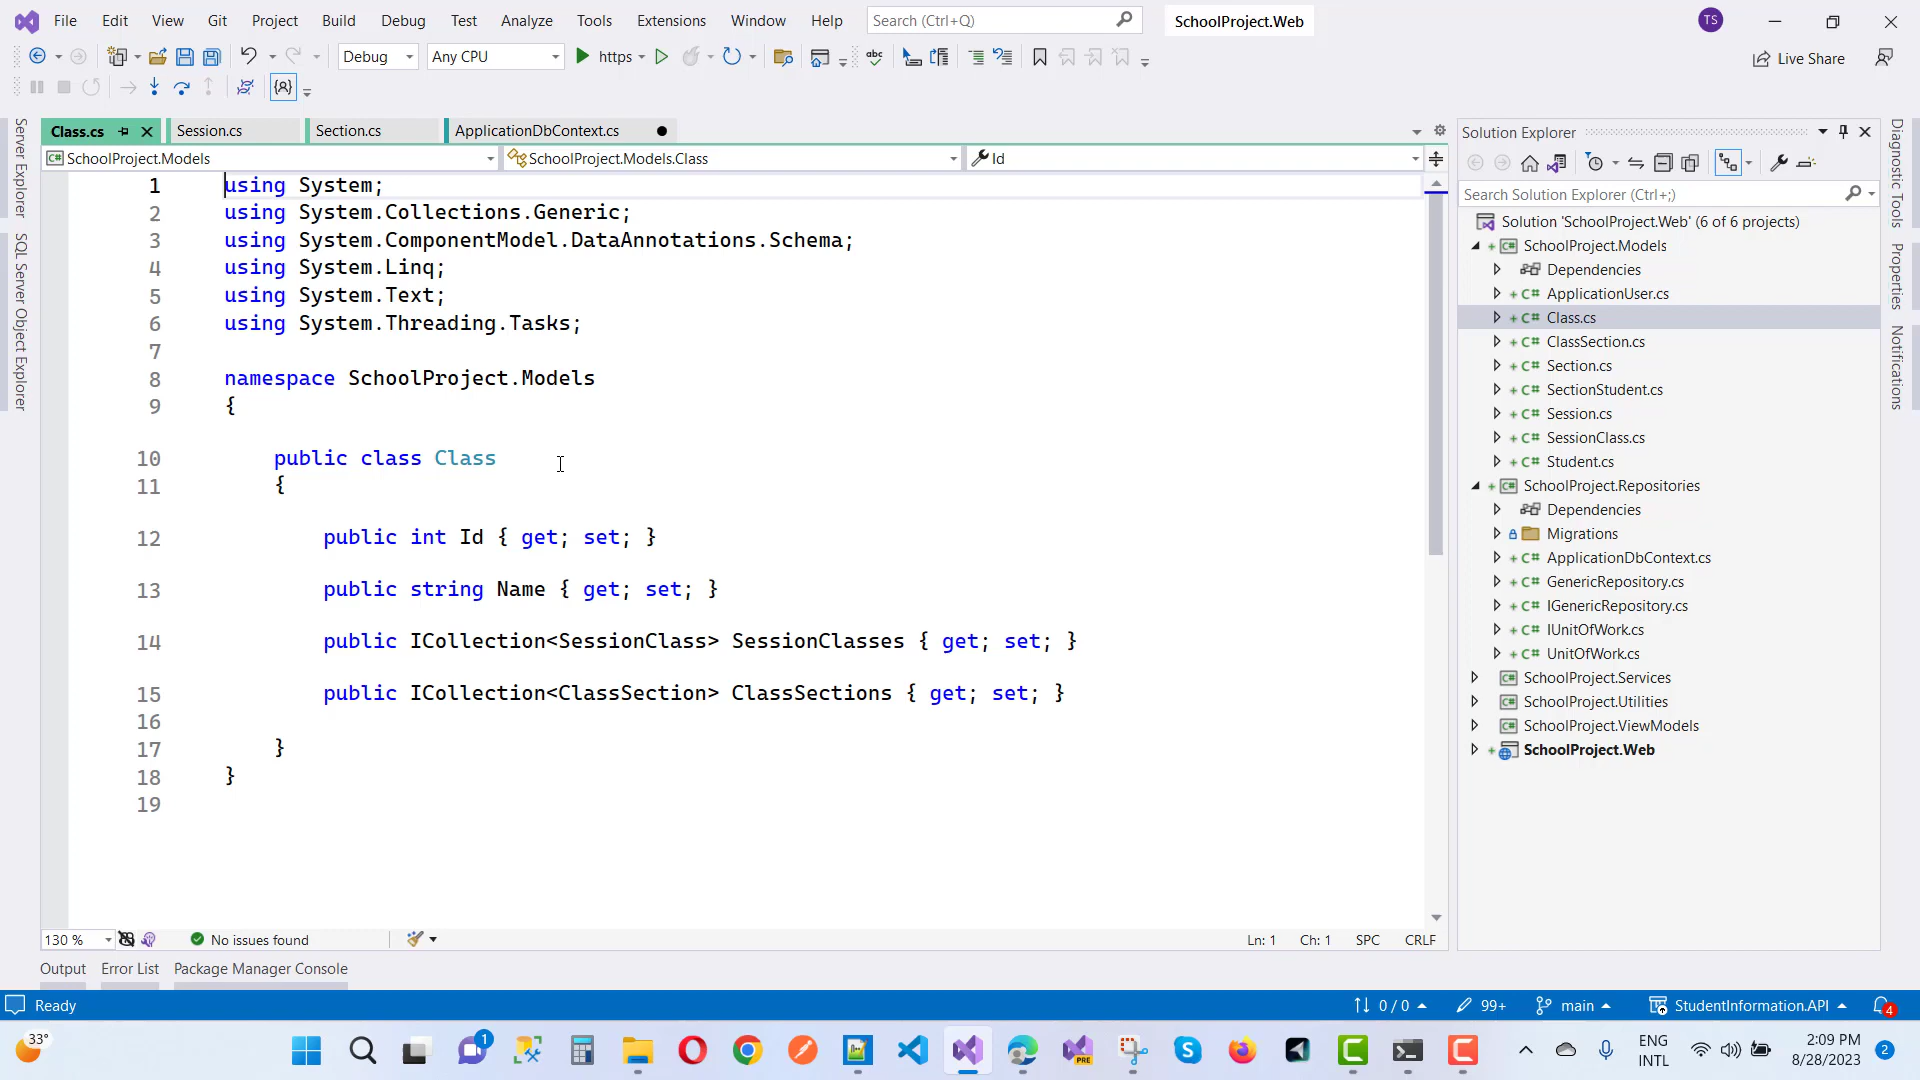 File Edit View Git Project Build Debug Test Analyze Tools Extensions Window Help Search (Ctrl+Q) SchoolProject.Web TS
Debug Any CPU https Live Share
Class.cs Session.cs Section.cs ApplicationDbContext.cs
SchoolProject.Models SchoolProject.Models.Class Id
1 using System;
2 using System.Collections.Generic;
3 using System.ComponentModel.DataAnnotations.Schema;
4 using System.Linq;
5 using System.Text;
6 using System.Threading.Tasks;
7
8 namespace SchoolProject.Models
9 {
10 public class Class
11 {
12 public int Id { get; set; }
13 public string Name { get; set; }
14 public ICollection<SessionClass> SessionClasses { get; set; }
15 public ICollection<ClassSection> ClassSections { get; set; }
16
17 }
18 }
19
130 % No issues found Ln: 1 Ch: 1 SPC CRLF
Output Error List Package Manager Console
Server Explorer
SQL Server Object Explorer
Solution Explorer
Search Solution Explorer (Ctrl+;)
Solution 'SchoolProject.Web' (6 of 6 projects)
SchoolProject.Models
Dependencies
C# ApplicationUser.cs
C# Class.cs
C# ClassSection.cs
C# Section.cs
C# SectionStudent.cs
C# Session.cs
C# SessionClass.cs
C# Student.cs
SchoolProject.Repositories
Dependencies
Migrations
C# ApplicationDbContext.cs
C# GenericRepository.cs
C# IGenericRepository.cs
C# IUnitOfWork.cs
C# UnitOfWork.cs
SchoolProject.Services
SchoolProject.Utilities
SchoolProject.ViewModels
SchoolProject.Web
Diagnostic Tools
Properties
Notifications
Ready 0 / 0 99+ main StudentInformation.API 4
33° 1 PRE ENG INTL 2:09 PM 8/28/2023 2